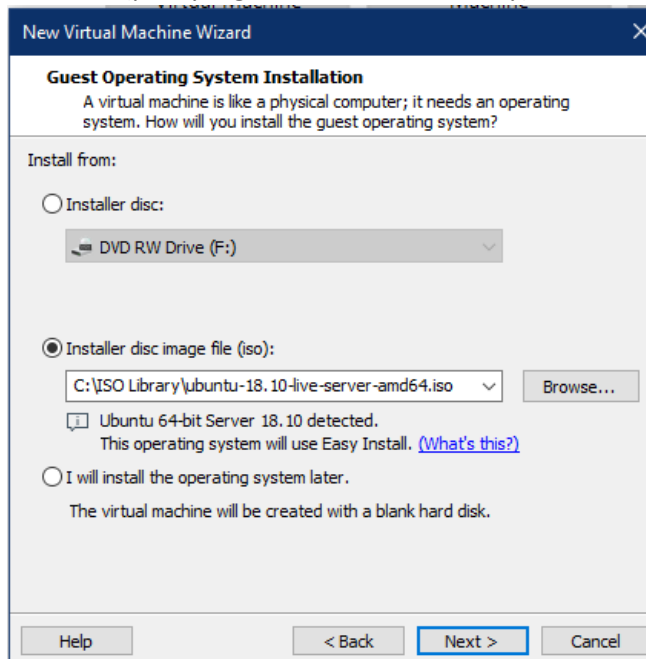 New Virtual Machine Wizard
Guest Operating System Installation
A virtual machine is like a physical computer; it needs an operating
system. How will you install the guest operating system?
Install from:
Installer disc:
DVD RW Drive (F:)
Installer disc image file (iso):
C:\ISO Library\ubuntu-18.10-live-server-amd64.iso
Browse...
Ubuntu 64-bit Server 18.10 detected.
This operating system will use Easy Install. (What's this?)
I will install the operating system later.
The virtual machine will be created with a blank hard disk.
Help
< Back
Next >
Cancel